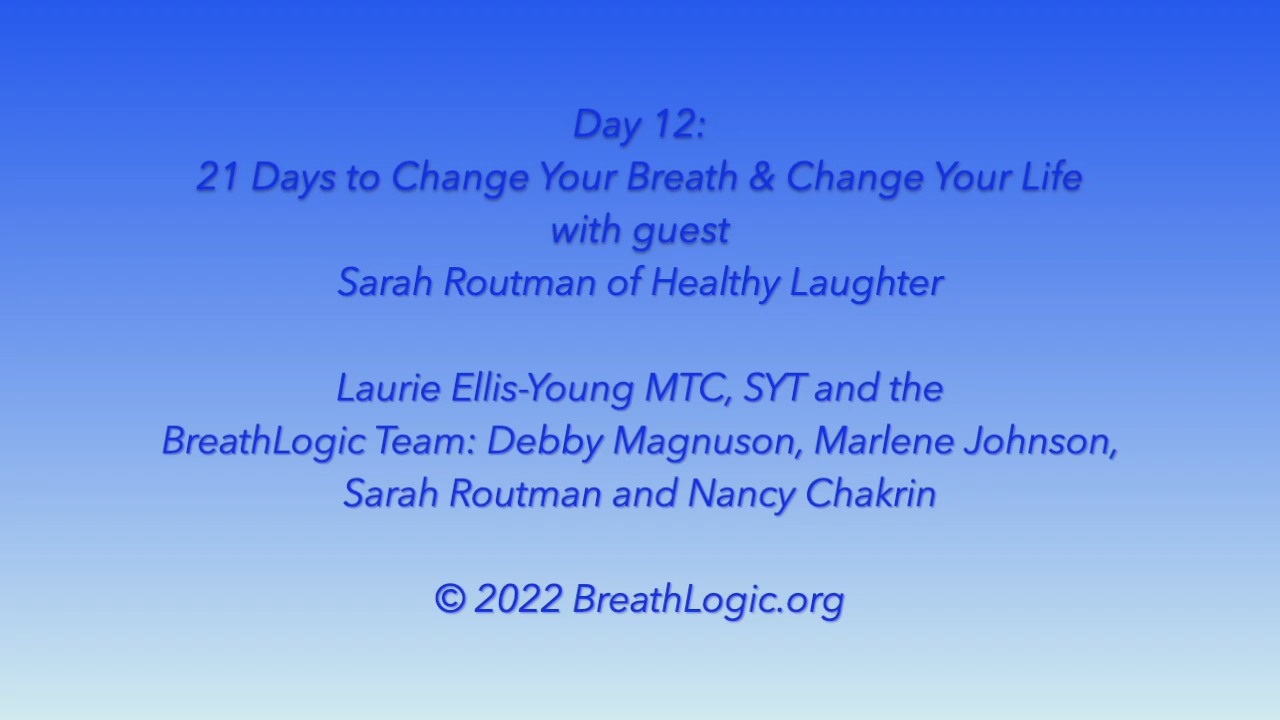 Day 12:
21 Days to Change Your Breath & Change Your Life
with guest
Sarah Routman of Healthy Laughter
Laurie Ellis-Young MTC, SYT and the
BreathLogic Team: Debby Magnuson, Marlene Johnson,
Sarah Routman and Nancy Chakrin
© 2022 BreathLogic.org